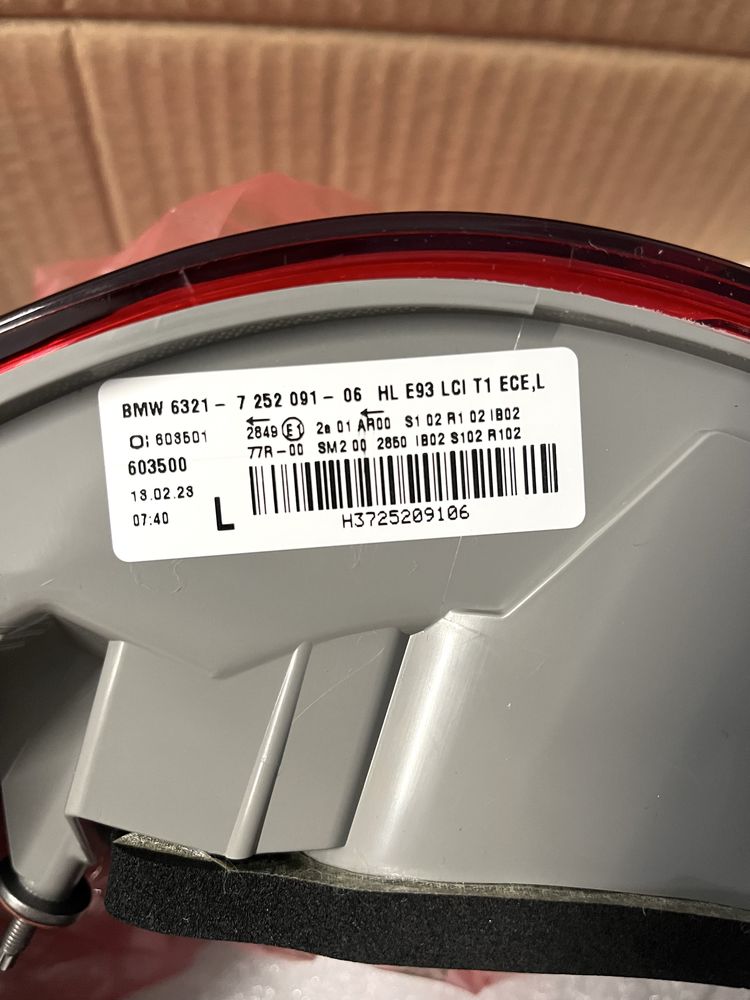 BMW 6321 - 7 252 091 - 06 HL E93 LCI T1 ECE,L
603501 2849 E1 2a 01 AR00 S1 02 R1 02 IB02
603500 77R-00 SM2 00 2850 IB02 S102 R102
13.02.23
07:40 L
H3725209106